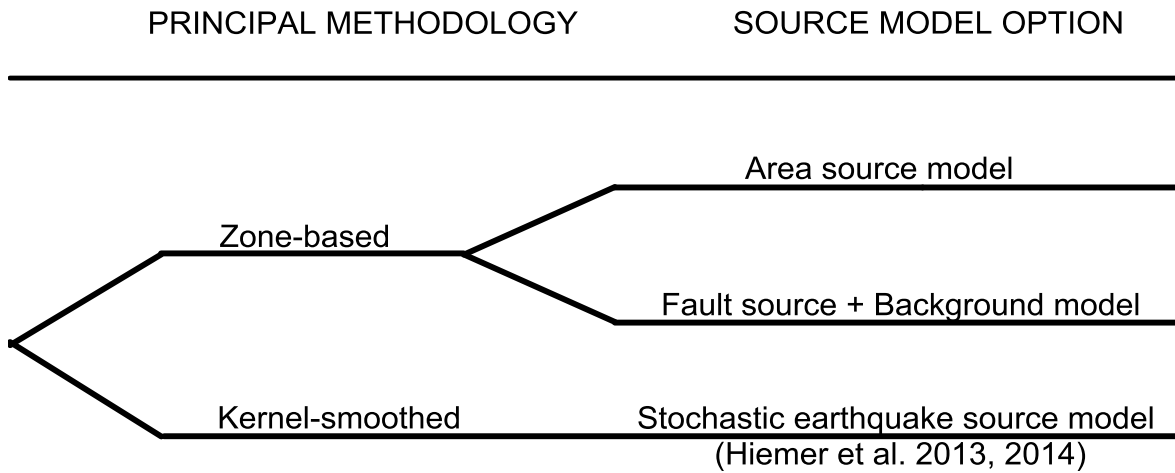 PRINCIPAL METHODOLOGY
SOURCE MODEL OPTION
Area source model
Zone-based
Fault source + Background model
Kernel-smoothed
Stochastic earthquake source model
(Hiemer et al. 2013, 2014)